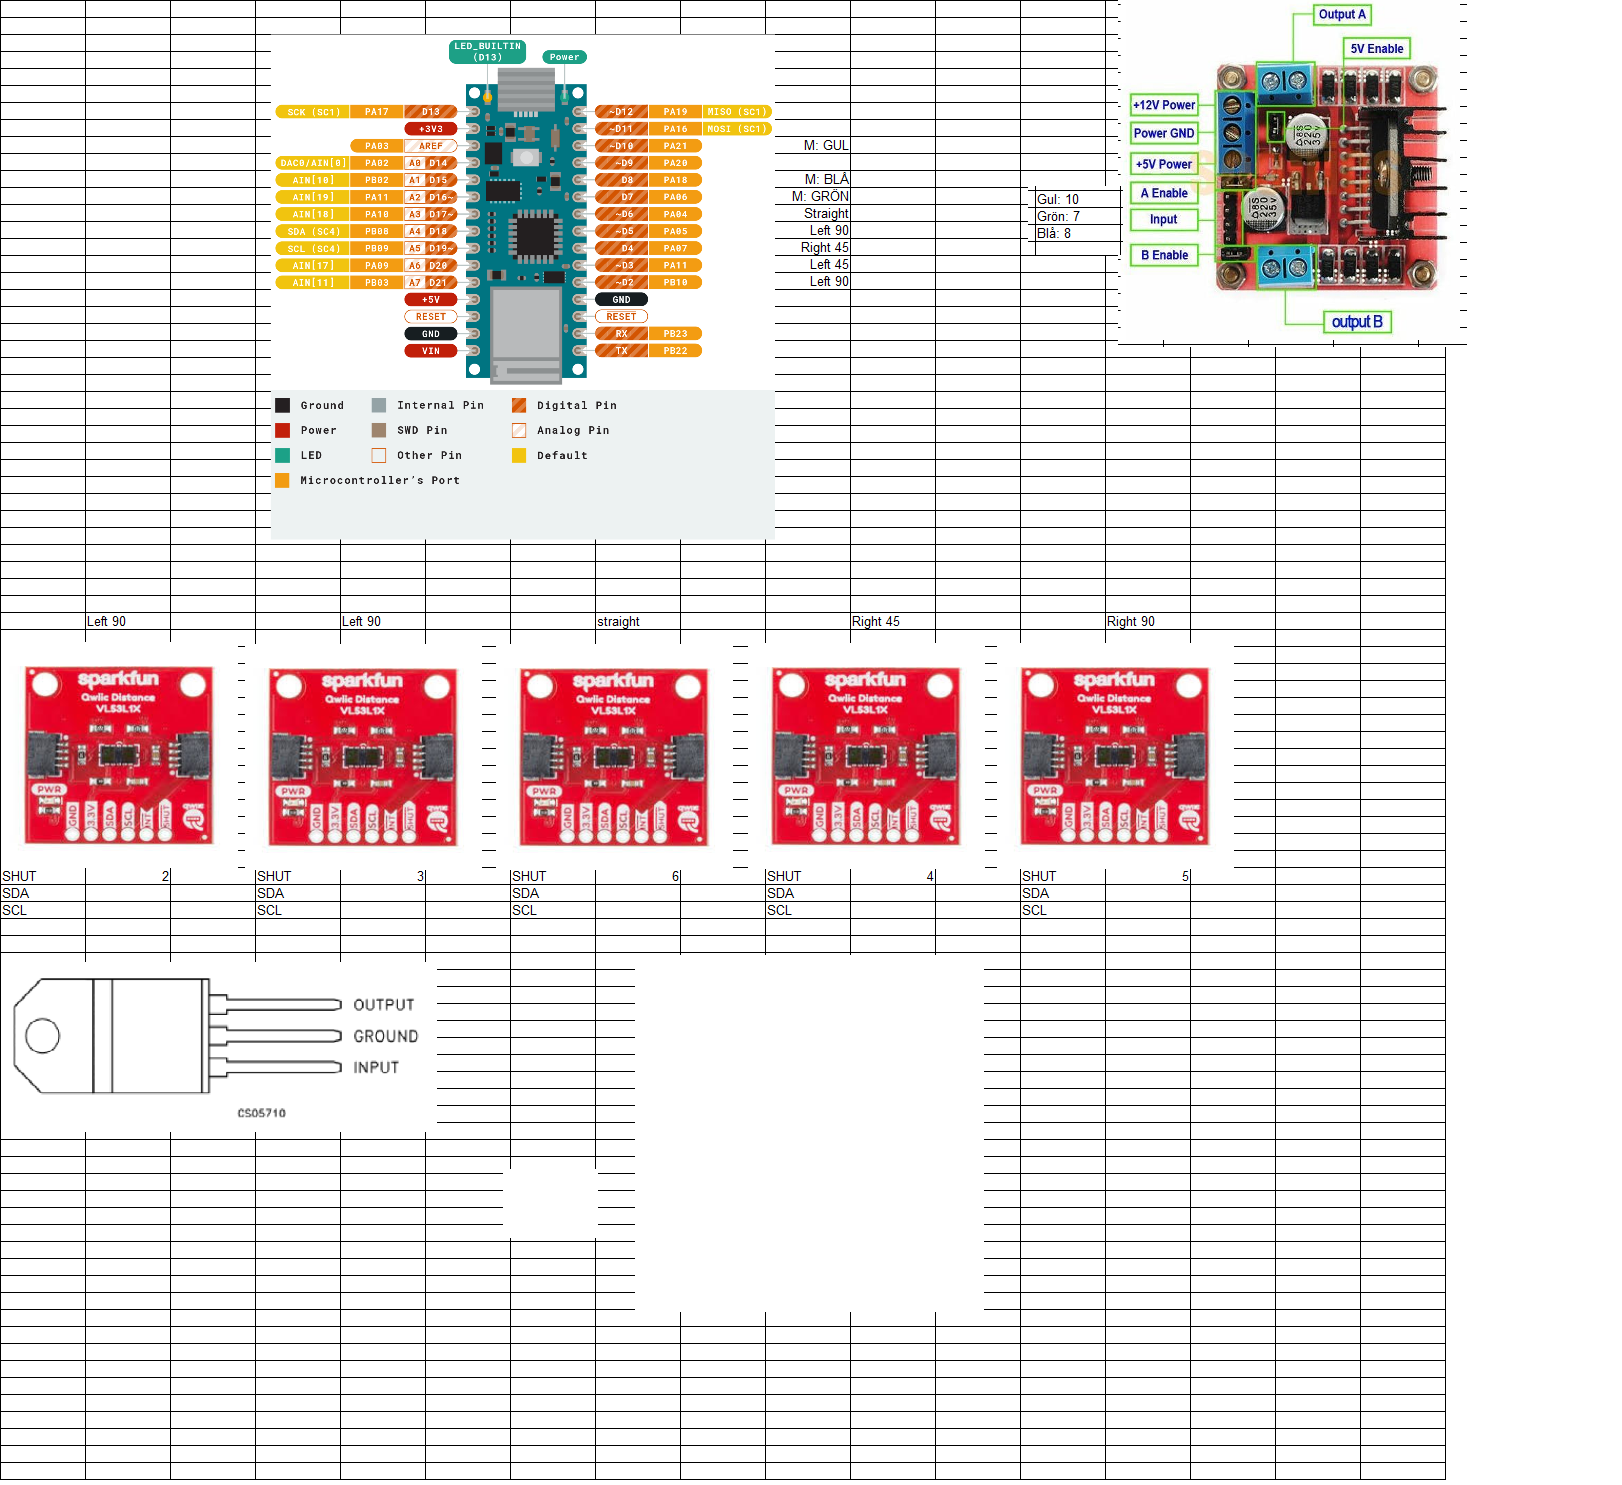 Output A
5V Enable
+12V Power
Power GND
+5V Power
A Enable
Input
B Enable
output B
LED_BUILTIN
(D13)
Power
SCK (SC1) PA17 D13 ~D12 PA19 MISO (SC1)
+3V3 ~D11 PA16 MOSI (SC1)
PA03 AREF ~D10 PA21 M: GUL
DAC0/AIN[0] PA02 A0 D14 ~D9 PA20
AIN[10] PB02 A1 D15 D8 PA18 M: BLÅ
AIN[19] PA11 A2 D16~ D7 PA06 M: GRÖN
AIN[18] PA10 A3 D17~ ~D6 PA04 Straight
SDA (SC4) PB08 A4 D18 ~D5 PA05 Left 90
SCL (SC4) PB09 A5 D19~ D4 PA07 Right 45
AIN[17] PA09 A6 D20 ~D3 PA11 Left 45
AIN[11] PB03 A7 D21 ~D2 PB10 Left 90
+5V GND
RESET RESET
GND RX PB23
VIN TX PB22
Gul: 10
Grön: 7
Blå: 8
Ground Internal Pin Digital Pin
Power SWD Pin Analog Pin
LED Other Pin Default
Microcontroller's Port
Left 90 Left 90 straight Right 45 Right 90
sparkfun sparkfun sparkfun sparkfun sparkfun
Qwiic Distance Qwiic Distance Qwiic Distance Qwiic Distance Qwiic Distance
VL53L1X VL53L1X VL53L1X VL53L1X VL53L1X
PWR PWR PWR PWR PWR
GND 3.3V SDA SCL INT SHUT GND 3.3V SDA SCL INT SHUT GND 3.3V SDA SCL INT SHUT GND 3.3V SDA SCL INT SHUT GND 3.3V SDA SCL INT SHUT
SHUT 2 SHUT 3 SHUT 6 SHUT 4 SHUT 5
SDA SDA SDA SDA SDA
SCL SCL SCL SCL SCL
OUTPUT
GROUND
INPUT
CS05710